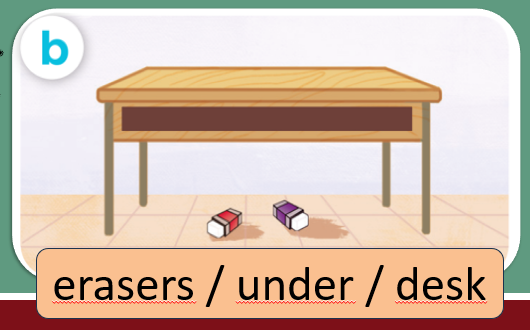 b
erasers / under / desk